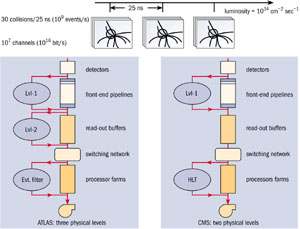 25 ns
luminosity = 10³⁴ cm⁻² sec⁻¹
30 collisions/25 ns (10⁹ events/s)
10⁷ channels (10¹⁶ bit/s)
detectors
Lvl-1
front-end pipelines
Lvl-2
read-out buffers
switching network
Evt. filter
processor farms
ATLAS: three physical levels
detectors
Lvl-1
front-end pipelines
read-out buffers
switching network
HLT
processors farms
CMS: two physical levels